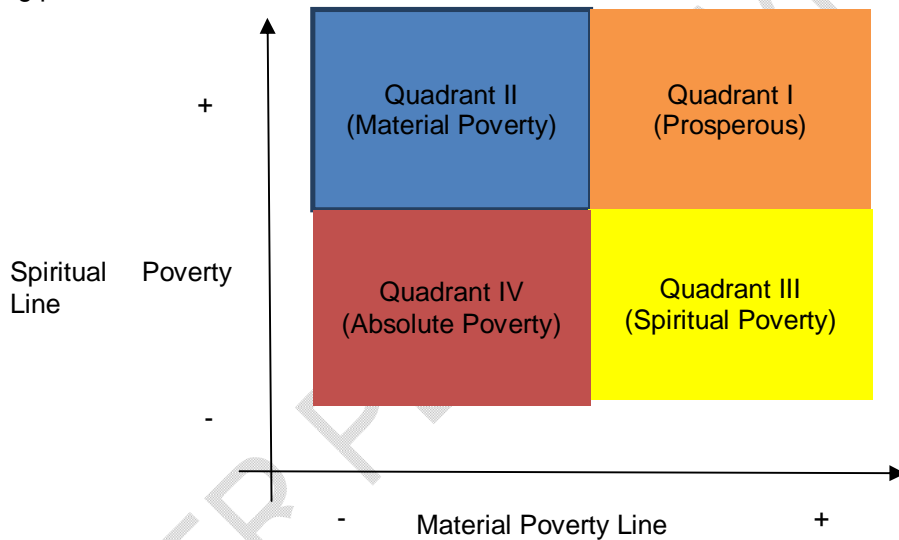 +
Quadrant II
(Material Poverty)
Quadrant I
(Prosperous)
Spiritual Poverty
Line
Quadrant IV
(Absolute Poverty)
Quadrant III
(Spiritual Poverty)
-
- Material Poverty Line +